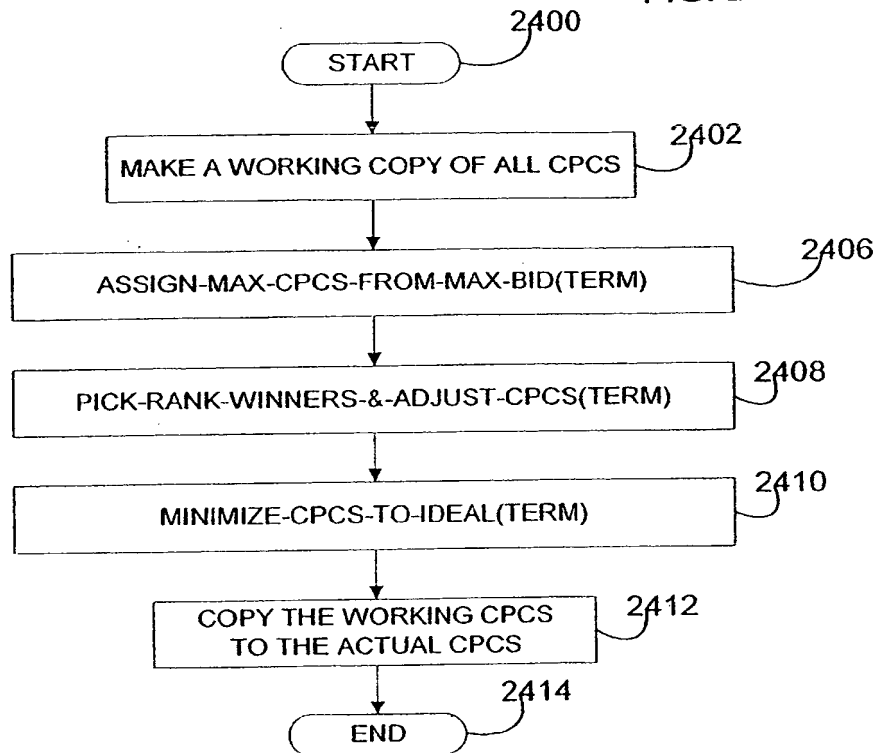 2400
START
2402
MAKE A WORKING COPY OF ALL CPCS
2406
ASSIGN-MAX-CPCS-FROM-MAX-BID(TERM)
2408
PICK-RANK-WINNERS-&-ADJUST-CPCS(TERM)
2410
MINIMIZE-CPCS-TO-IDEAL(TERM)
2412
COPY THE WORKING CPCS
TO THE ACTUAL CPCS
2414
END